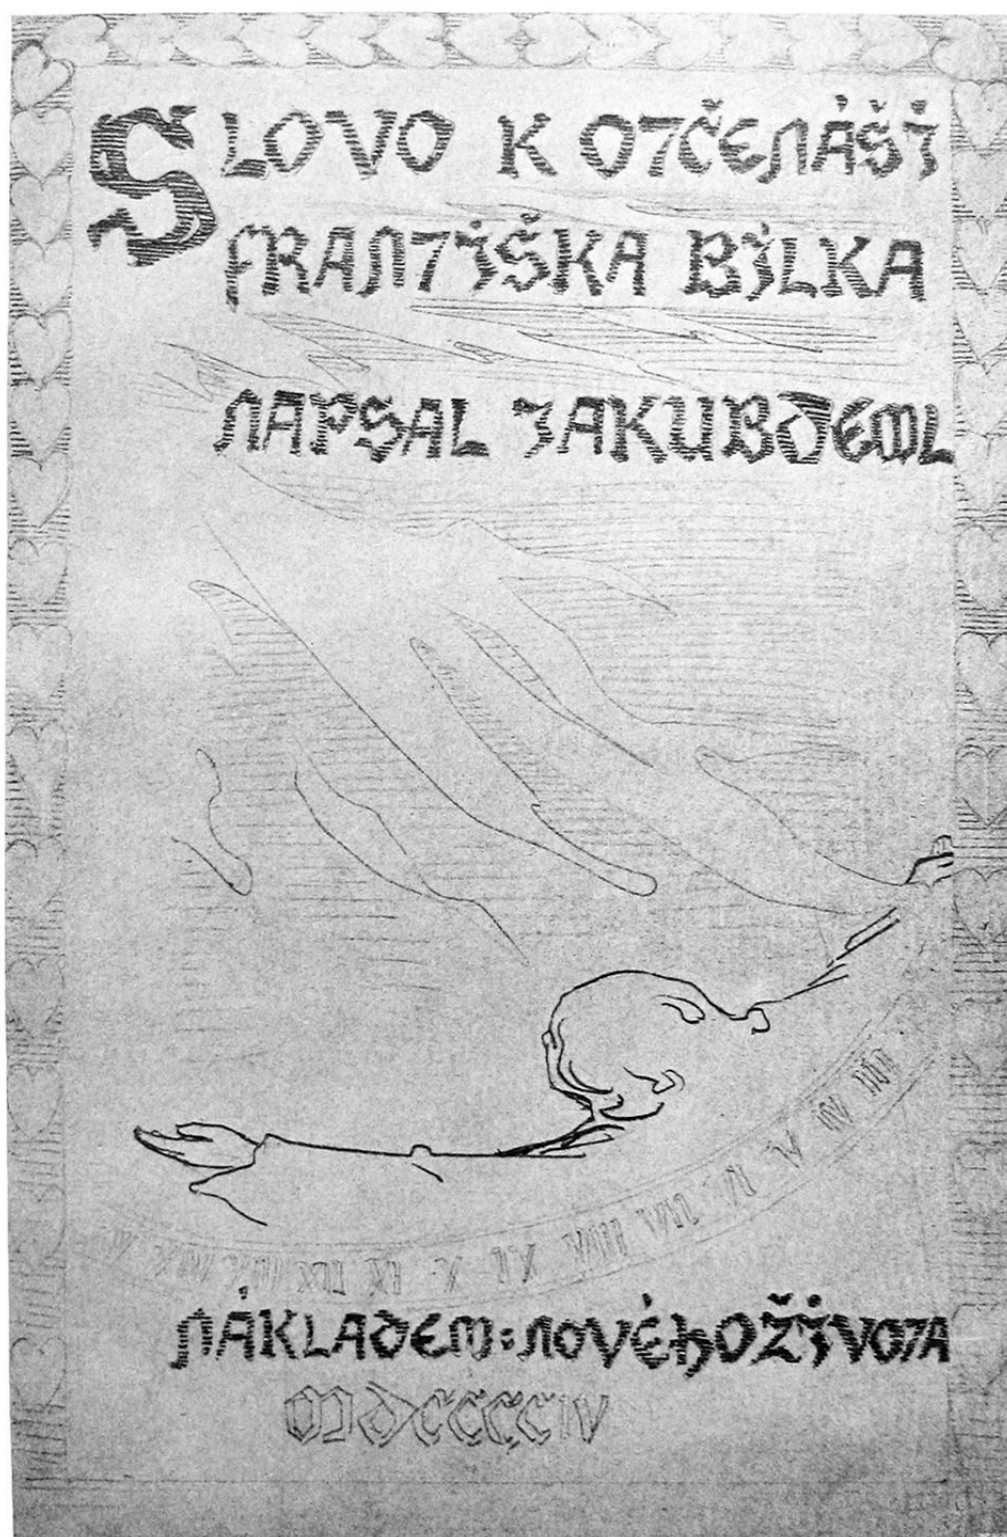 SLOVO K OTČENÁŠI
FRANTIŠKA BÍLKA
NAPSAL JAKUB DEML
NÁKLADEM: NOVÉHO ŽIVOTA
MDCCCCIV